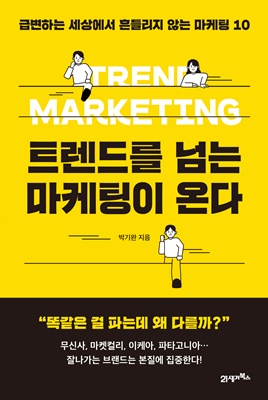 급변하는 세상에서 흔들리지 않는 마케팅 10
TREND
MARKETING
트렌드를 넘는
마케팅이 온다
박기완 지음
“똑같은 걸 파는데 왜 다를까?”
무신사, 마켓컬리, 이케아, 파타고니아…
잘나가는 브랜드는 본질에 집중한다!
21세기북스